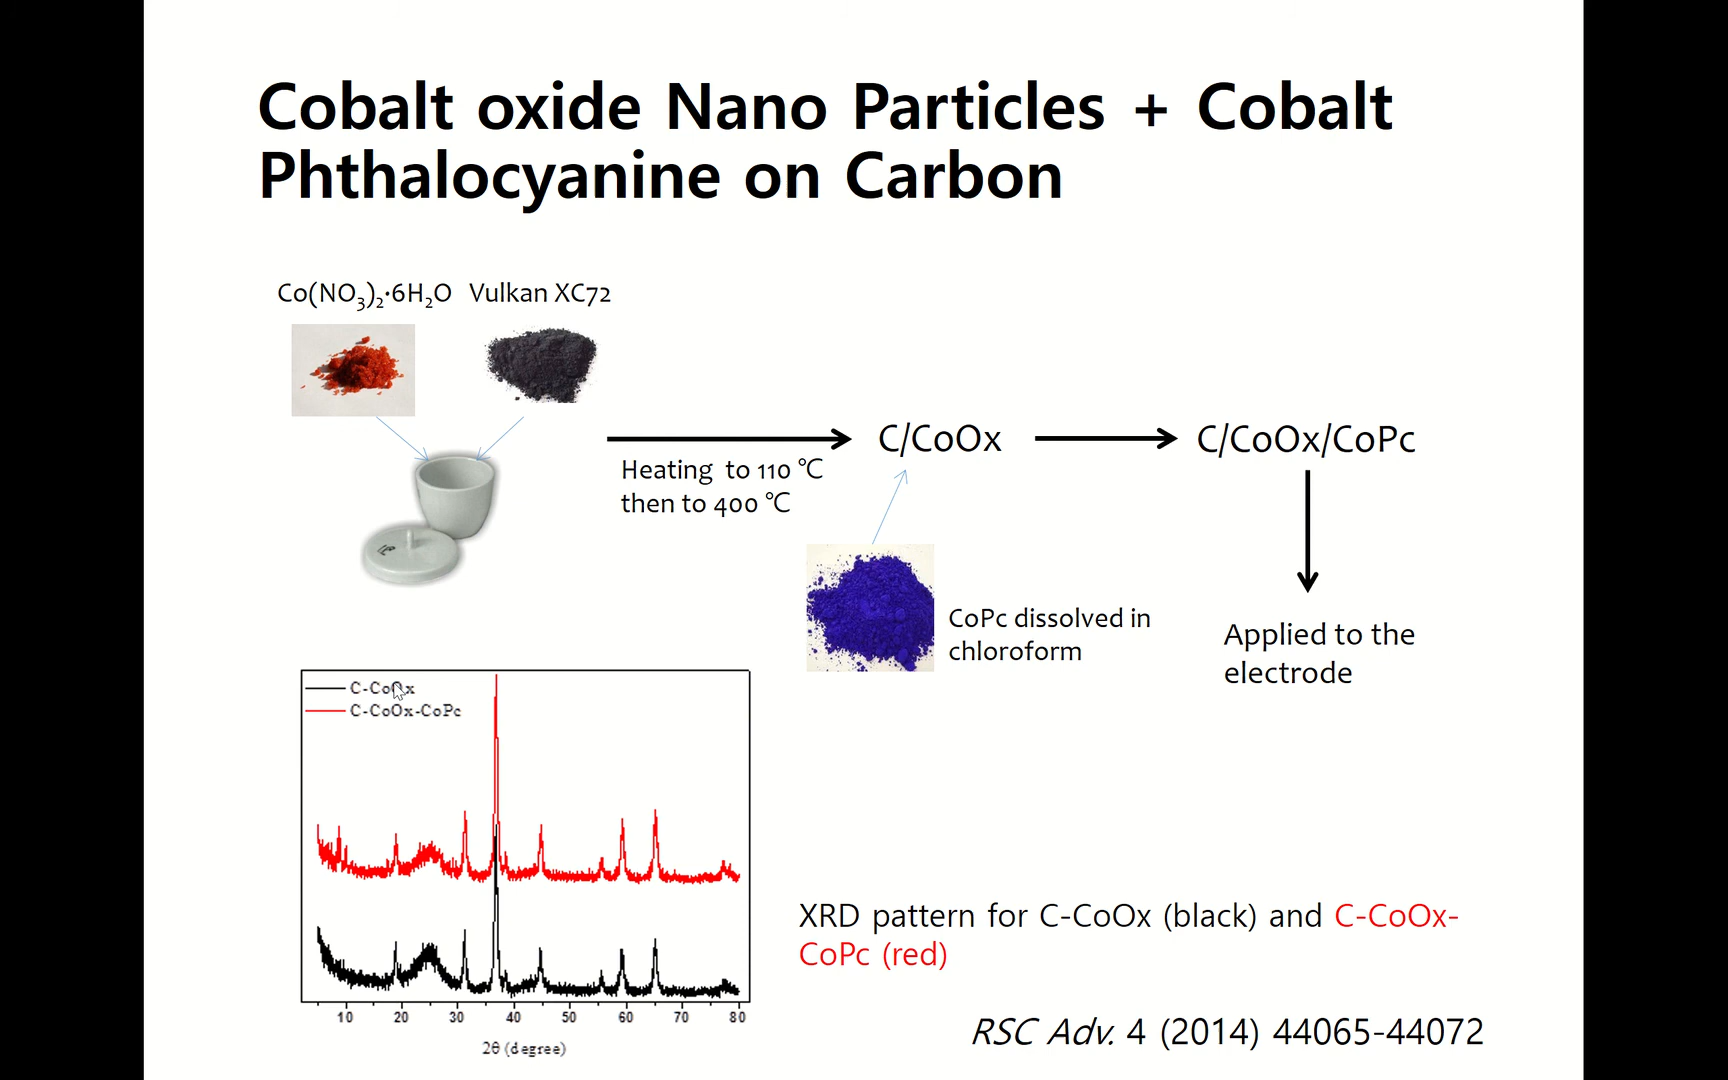 Cobalt oxide Nano Particles + Cobalt
Phthalocyanine on Carbon
Co(NO3)2·6H2O Vulkan XC72
Heating to 110 ℃
then to 400 ℃
C/CoOx
C/CoOx/CoPc
CoPc dissolved in
chloroform
Applied to the
electrode
C-CoOx
C-CoOx-CoPc
10 20 30 40 50 60 70 80
2θ (degree)
XRD pattern for C-CoOx (black) and C-CoOx-
CoPc (red)
RSC Adv. 4 (2014) 44065-44072